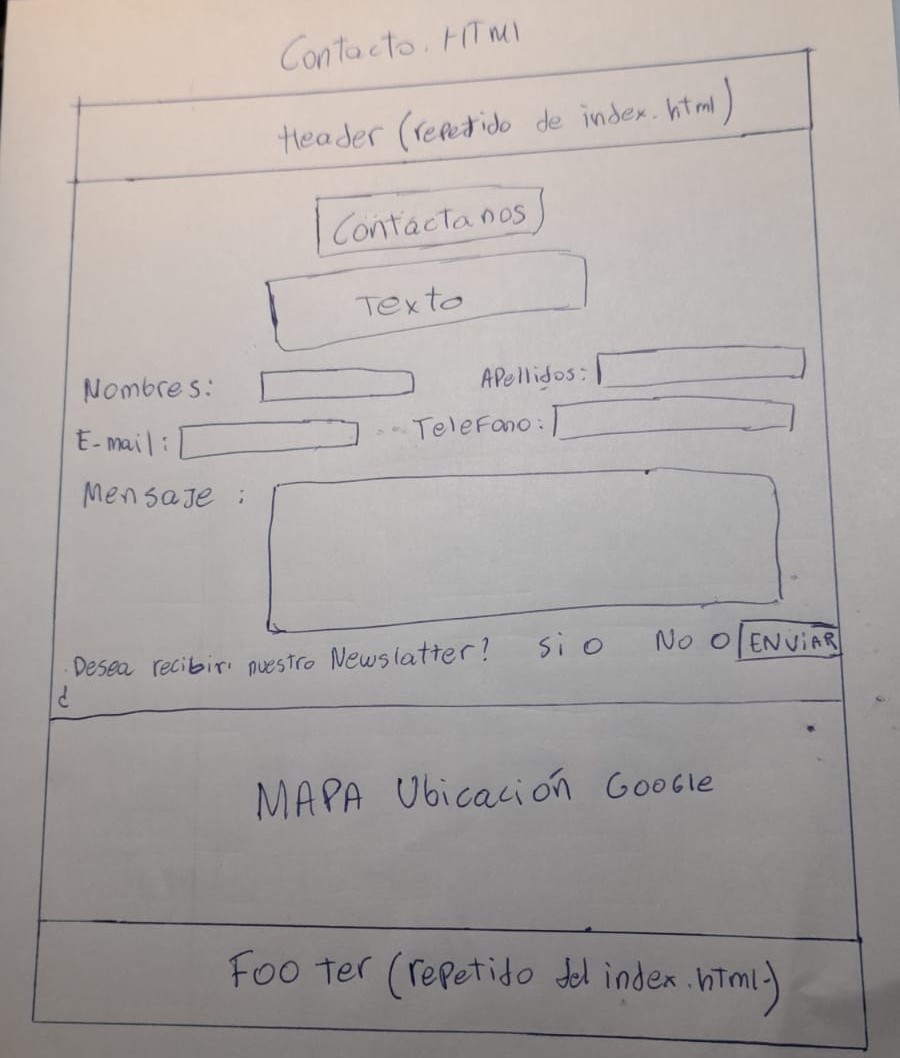 Contacto.HTMl
Header (repetido de index.html)
Contáctanos
Texto
Nombres: Apellidos:
E-mail: Telefono:
Mensaje:
Desea recibir nuestro Newslatter? Si O No O ENViAR
¿
MAPA Ubicación Google
Footer (repetido del index.html)